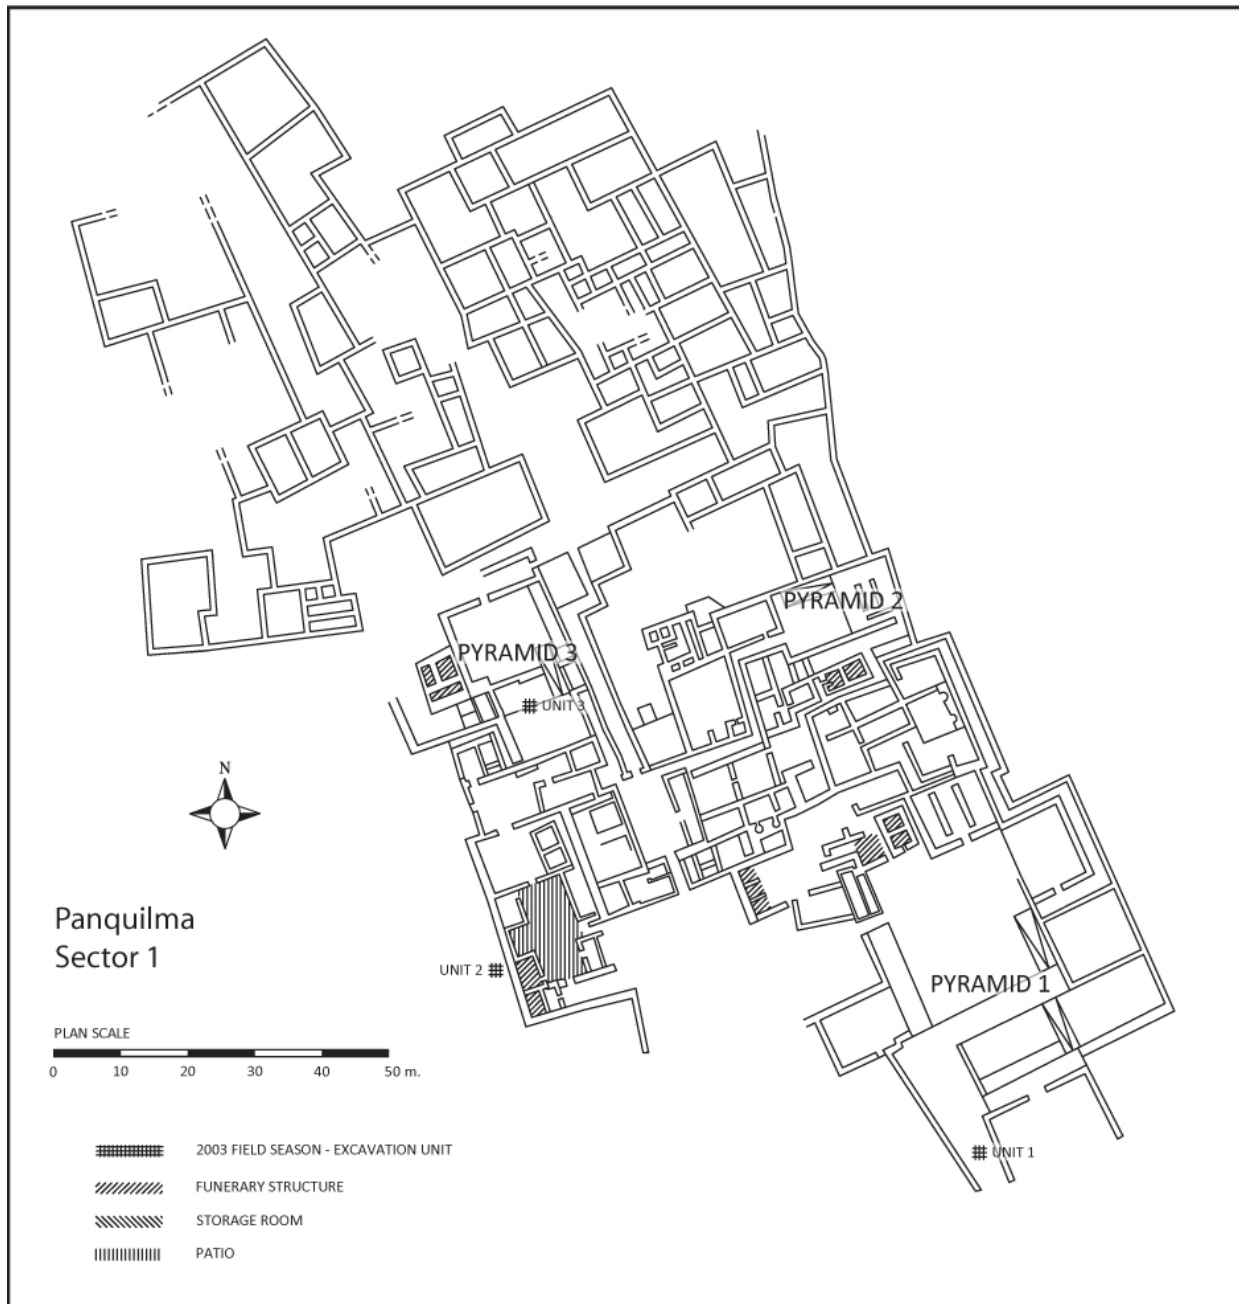 PYRAMID 2
PYRAMID 3
UNIT 3
N
Panquilma
Sector 1
UNIT 2
PYRAMID 1
PLAN SCALE
0 10 20 30 40 50 m.
UNIT 1
2003 FIELD SEASON - EXCAVATION UNIT
FUNERARY STRUCTURE
STORAGE ROOM
PATIO